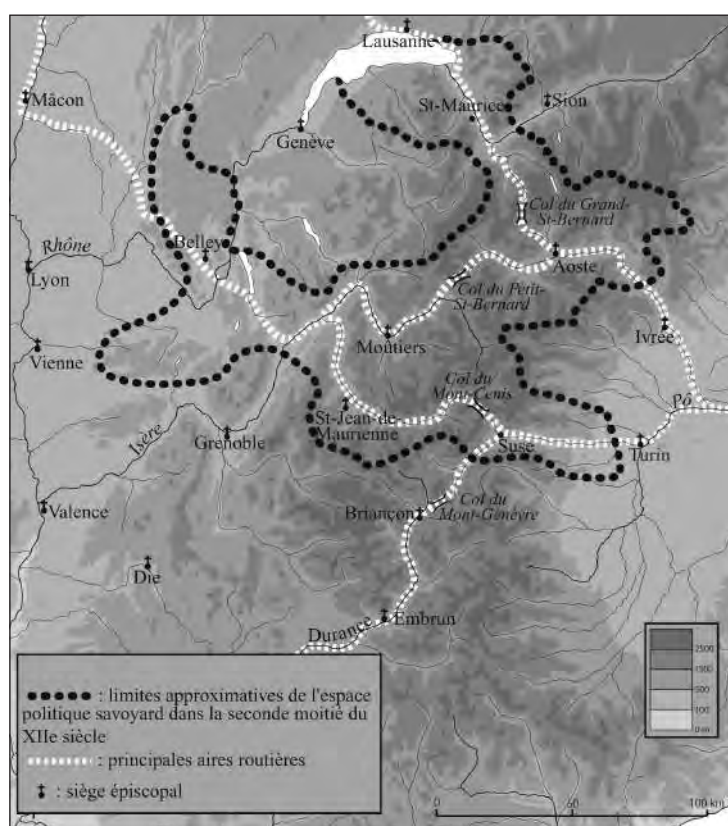 Lausanne
Mâcon
St-Maurice
Sion
Genève
Col du Grand-
St-Bernard
Belley
Rhône
Lyon
Aoste
Col du Petit-
St-Bernard
Vienne
Moutiers
Ivrée
Col du
Mont-Cenis
Pô
St-Jean-de-
Maurienne
Isère
Grenoble
Suse
Turin
Valence
Briançon
Col du
Mont-Genèvre
Die
Durance
Embrun
2500
1500
500
100
0 m
: limites approximatives de l'espace
politique savoyard dans la seconde moitié du
XIIe siècle
: principales aires routières
: siège épiscopal
0
50
100 km